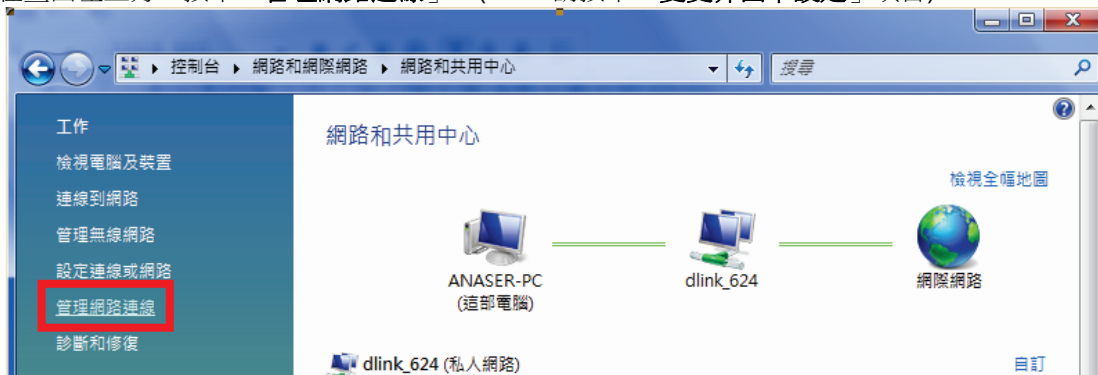 控制台 ▸ 網路和網際網路 ▸ 網路和共用中心
搜尋
工作
檢視電腦及裝置
連線到網路
管理無線網路
設定連線或網路
管理網路連線
診斷和修復
網路和共用中心
檢視全幅地圖
ANASER-PC
(這部電腦)
dlink_624
網際網路
dlink_624 (私人網路)
自訂